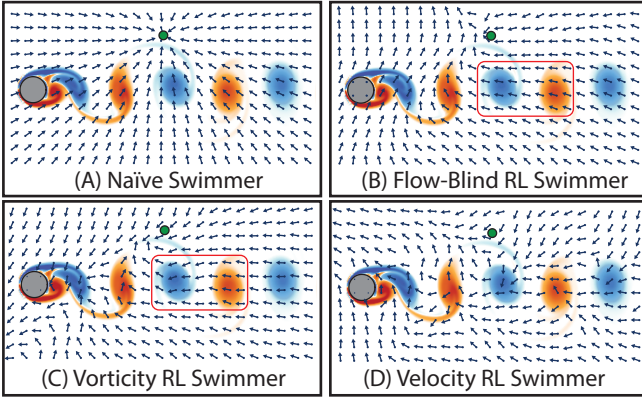 (A) Naïve Swimmer
(B) Flow-Blind RL Swimmer
(C) Vorticity RL Swimmer
(D) Velocity RL Swimmer